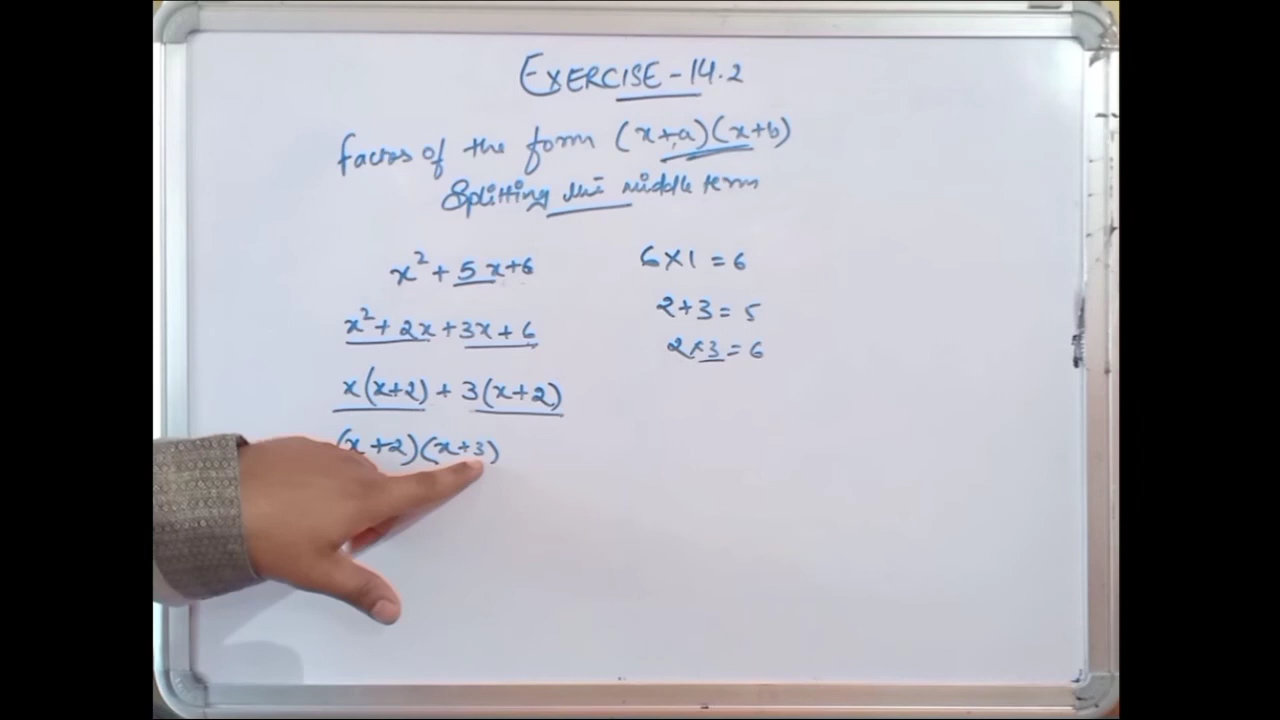 EXERCISE - 14.2
factors of the form (x+a)(x+b)
Splitting the middle term
x² + 5x+6
6×1 = 6
x² + 2x + 3x + 6
2+3 = 5
2×3 = 6
x(x+2) + 3(x+2)
(x+2)(x+3)